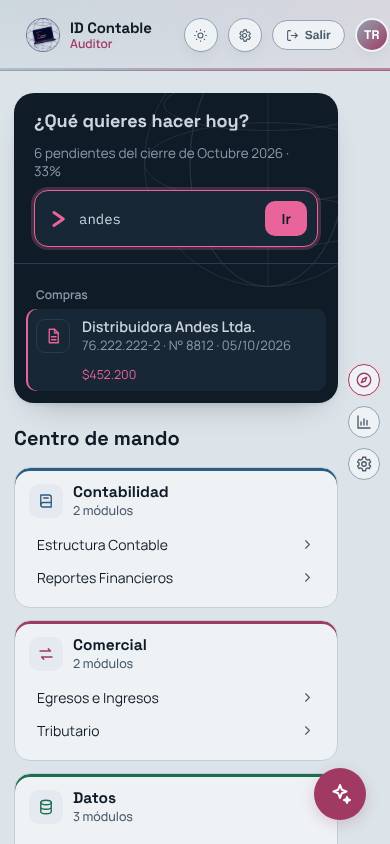 ID Contable
Auditor
Salir
TR
¿Qué quieres hacer hoy?
6 pendientes del cierre de Octubre 2026 ·
33%
andes
Ir
Compras
Distribuidora Andes Ltda.
76.222.222-2 · N° 8812 · 05/10/2026
$452.200
Centro de mando
Contabilidad
2 módulos
Estructura Contable
Reportes Financieros
Comercial
2 módulos
Egresos e Ingresos
Tributario
Datos
3 módulos